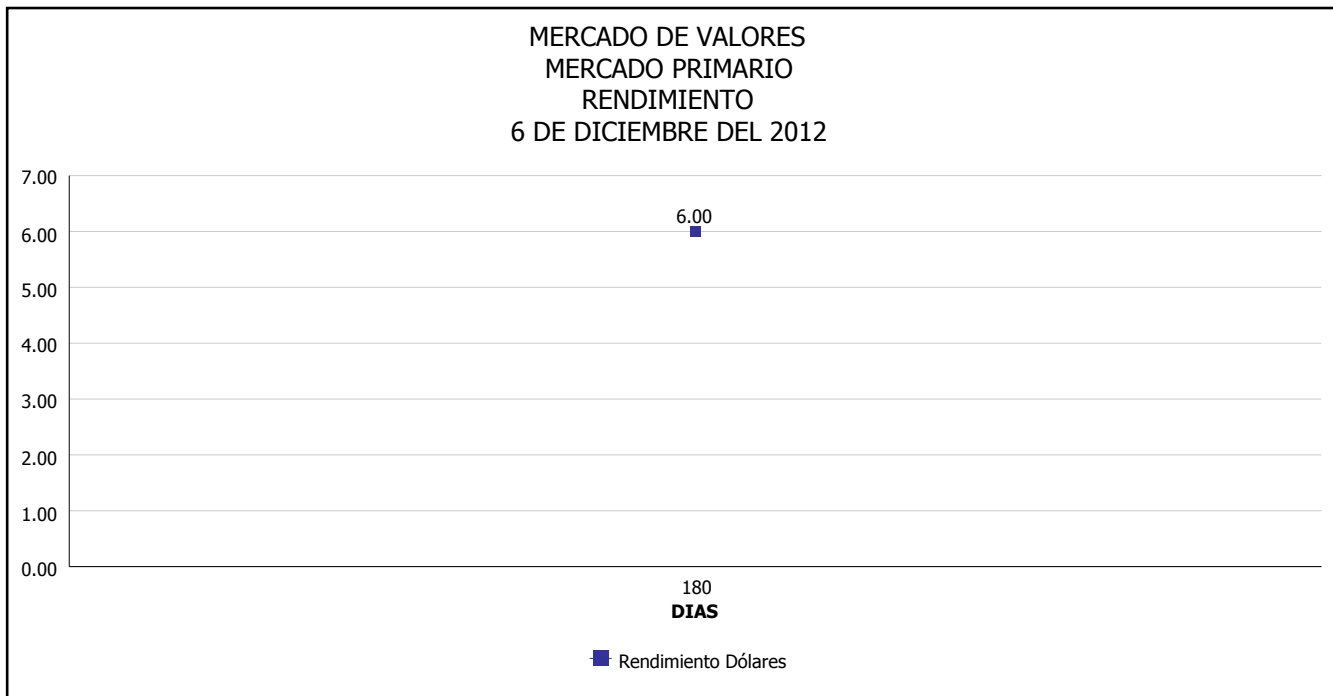 MERCADO DE VALORES
MERCADO PRIMARIO
RENDIMIENTO
6 DE DICIEMBRE DEL 2012
7.00
6.00
6.00
5.00
4.00
3.00
2.00
1.00
0.00
180
DIAS
Rendimiento Dólares